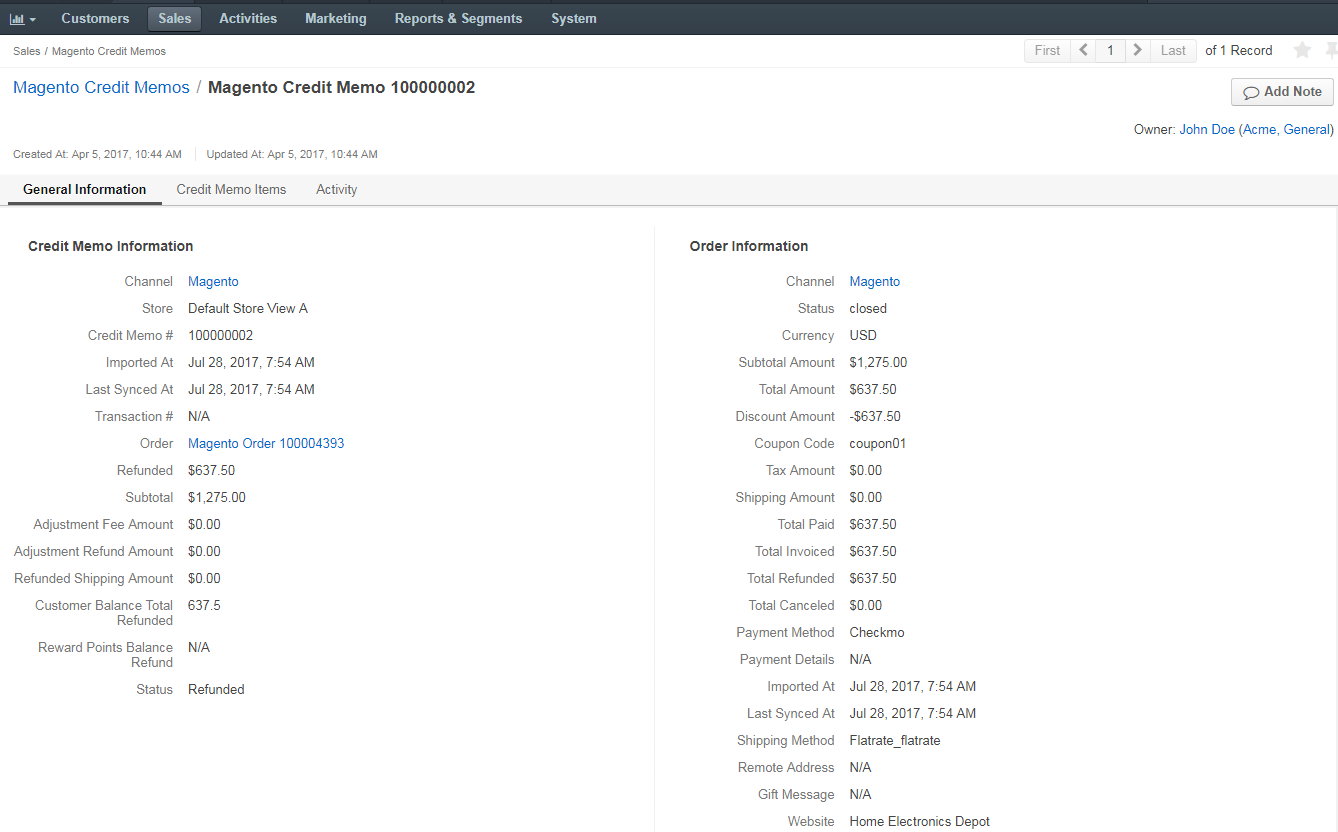 Customers Sales Activities Marketing Reports & Segments System
Sales / Magento Credit Memos
First 1 Last of 1 Record
Magento Credit Memos / Magento Credit Memo 100000002
Add Note
Owner: John Doe (Acme, General)
Created At: Apr 5, 2017, 10:44 AM Updated At: Apr 5, 2017, 10:44 AM
General Information Credit Memo Items Activity
Credit Memo Information
Channel Magento
Store Default Store View A
Credit Memo # 100000002
Imported At Jul 28, 2017, 7:54 AM
Last Synced At Jul 28, 2017, 7:54 AM
Transaction # N/A
Order Magento Order 100004393
Refunded $637.50
Subtotal $1,275.00
Adjustment Fee Amount $0.00
Adjustment Refund Amount $0.00
Refunded Shipping Amount $0.00
Customer Balance Total 637.5
Refunded
Reward Points Balance N/A
Refund
Status Refunded
Order Information
Channel Magento
Status closed
Currency USD
Subtotal Amount $1,275.00
Total Amount $637.50
Discount Amount -$637.50
Coupon Code coupon01
Tax Amount $0.00
Shipping Amount $0.00
Total Paid $637.50
Total Invoiced $637.50
Total Refunded $637.50
Total Canceled $0.00
Payment Method Checkmo
Payment Details N/A
Imported At Jul 28, 2017, 7:54 AM
Last Synced At Jul 28, 2017, 7:54 AM
Shipping Method Flatrate_flatrate
Remote Address N/A
Gift Message N/A
Website Home Electronics Depot